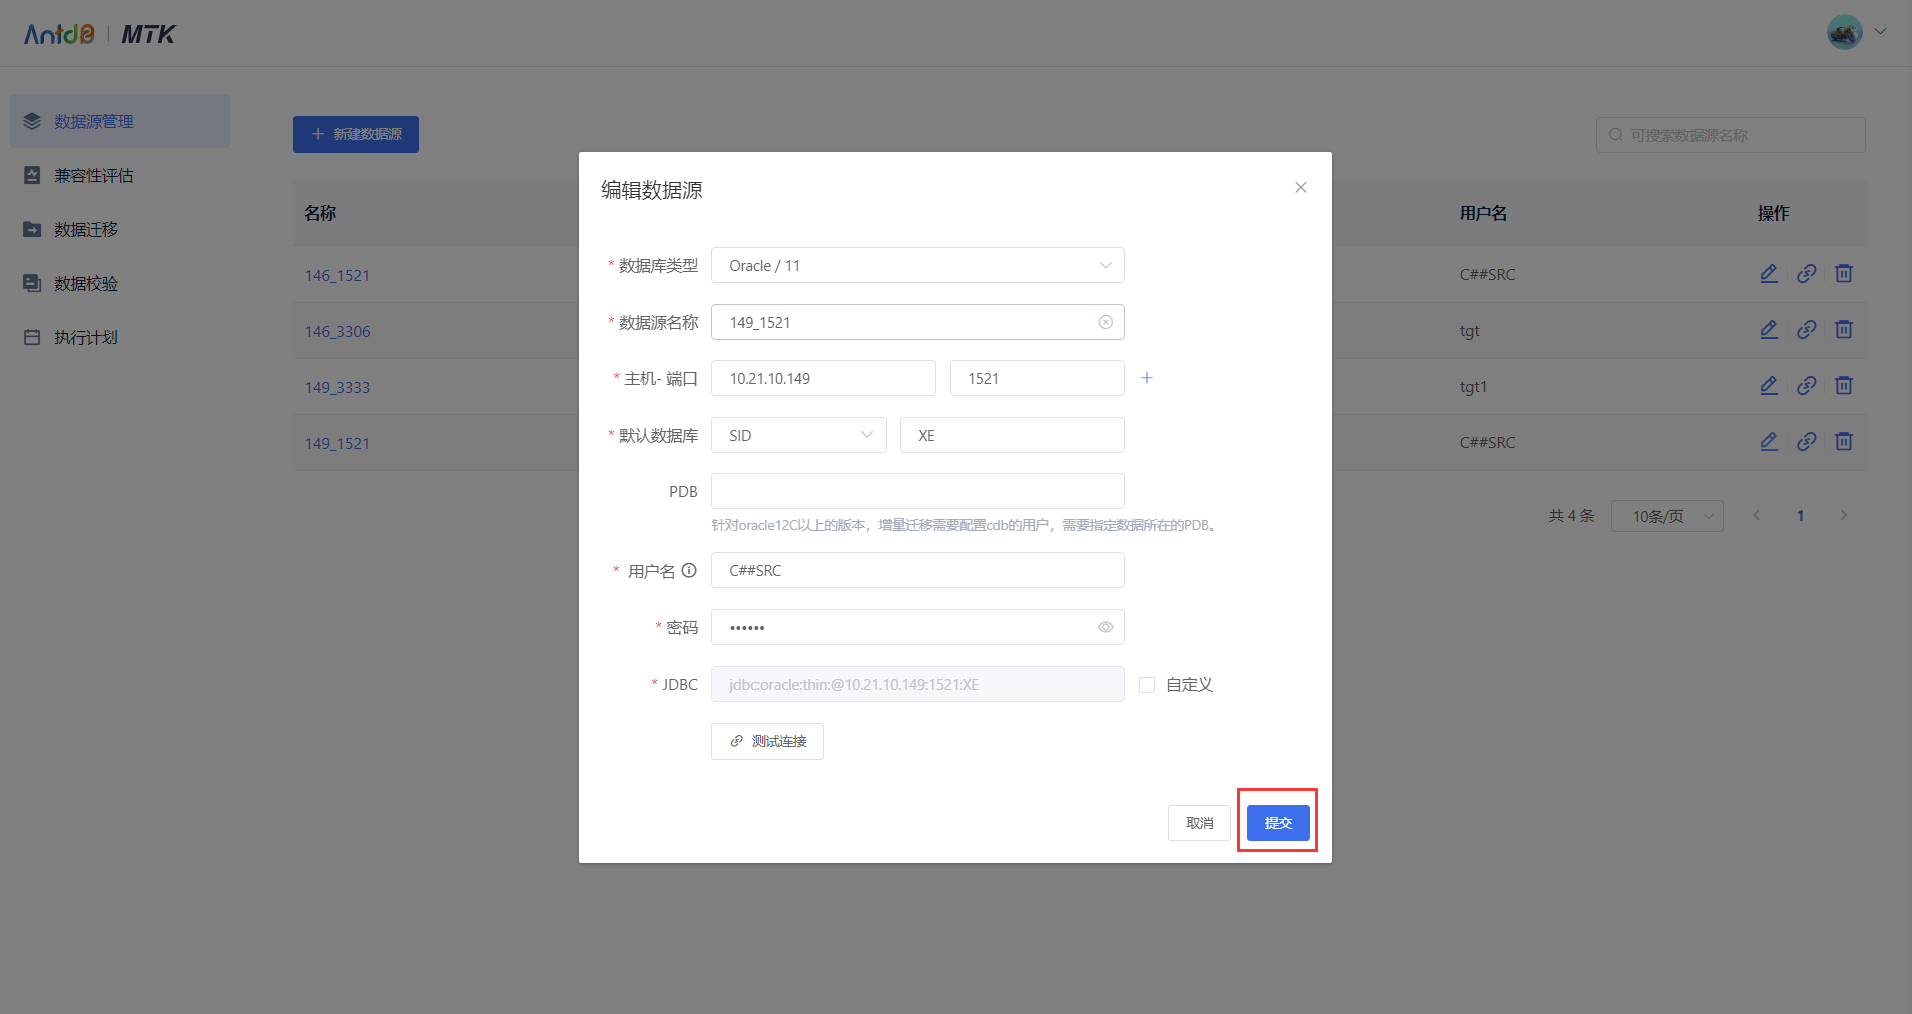 AntdB | MTK
数据源管理
兼容性评估
数据迁移
数据校验
执行计划
新建数据源
可搜索数据源名称
名称
用户名
操作
146_1521
C##SRC
146_3306
tgt
149_3333
tgt1
149_1521
C##SRC
共 4 条
10条/页
1
编辑数据源
* 数据库类型 Oracle / 11
* 数据源名称 149_1521
* 主机- 端口 10.21.10.149 1521
* 默认数据库 SID XE
PDB
针对oracle12C以上的版本，增量迁移需要配置cdb的用户，需要指定数据所在的PDB。
* 用户名 C##SRC
* 密码 ••••••
* JDBC jdbc:oracle:thin:@10.21.10.149:1521:XE 自定义
测试连接
取消
提交